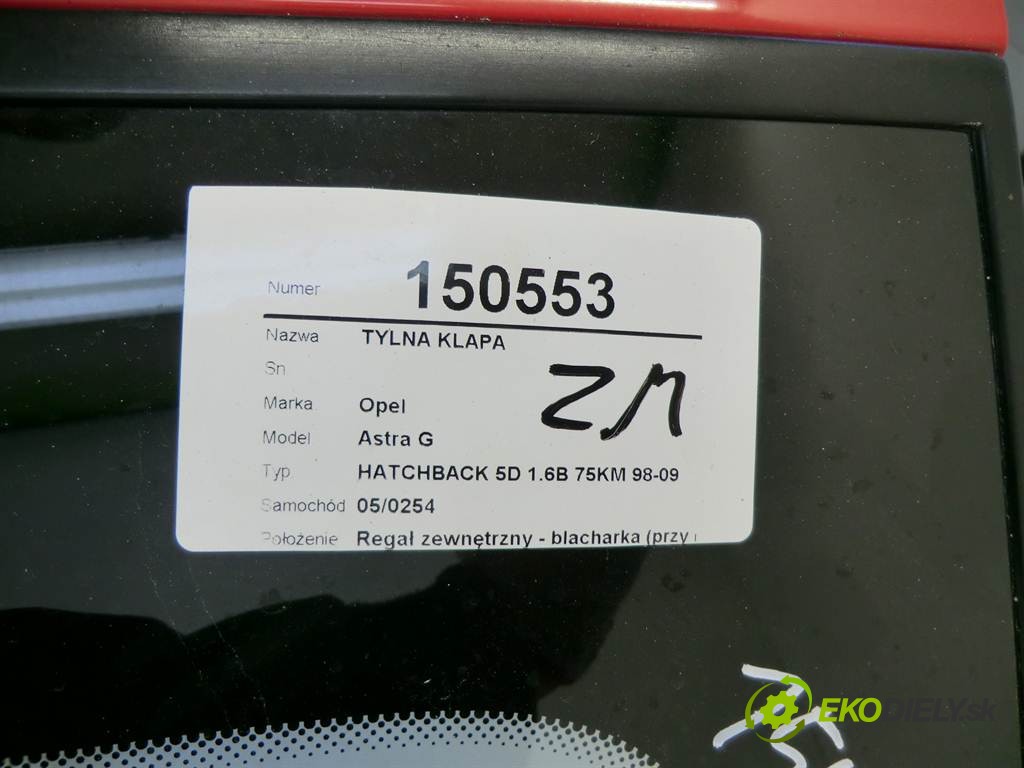 Numer 150553
Nazwa TYLNA KLAPA
Sn
Marka Opel
Model Astra G
Typ HATCHBACK 5D 1.6B 75KM 98-09
Samochód 05/0254
Położenie Regał zewnętrzny - blacharka (przy
EKODIELY.sk